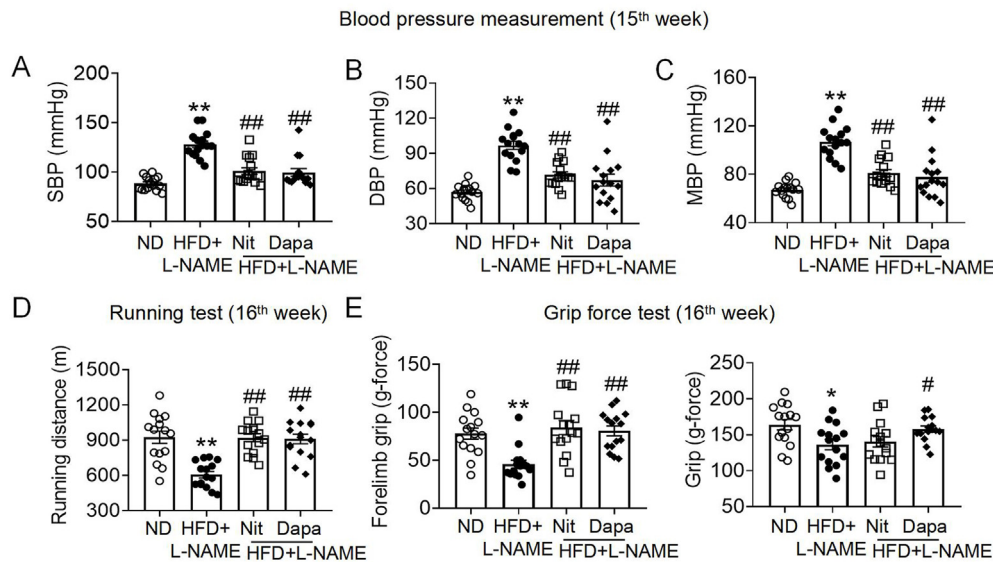 Blood pressure measurement (15th week)
A
B
C
SBP (mmHg)
200
150
100
50
**
##
##
ND
HFD+
L-NAME
Nit
Dapa
HFD+L-NAME
DBP (mmHg)
150
120
90
60
30
**
##
##
ND
HFD+
L-NAME
Nit
Dapa
HFD+L-NAME
MBP (mmHg)
160
120
80
40
**
##
##
ND
HFD+
L-NAME
Nit
Dapa
HFD+L-NAME
D
Running test (16th week)
E
Grip force test (16th week)
Running distance (m)
1500
1200
900
600
300
**
##
##
ND
HFD+
L-NAME
Nit
Dapa
HFD+L-NAME
Forelimb grip (g-force)
150
100
50
0
**
##
##
ND
HFD+
L-NAME
Nit
Dapa
HFD+L-NAME
Grip (g-force)
250
200
150
100
50
*
#
ND
HFD+
L-NAME
Nit
Dapa
HFD+L-NAME